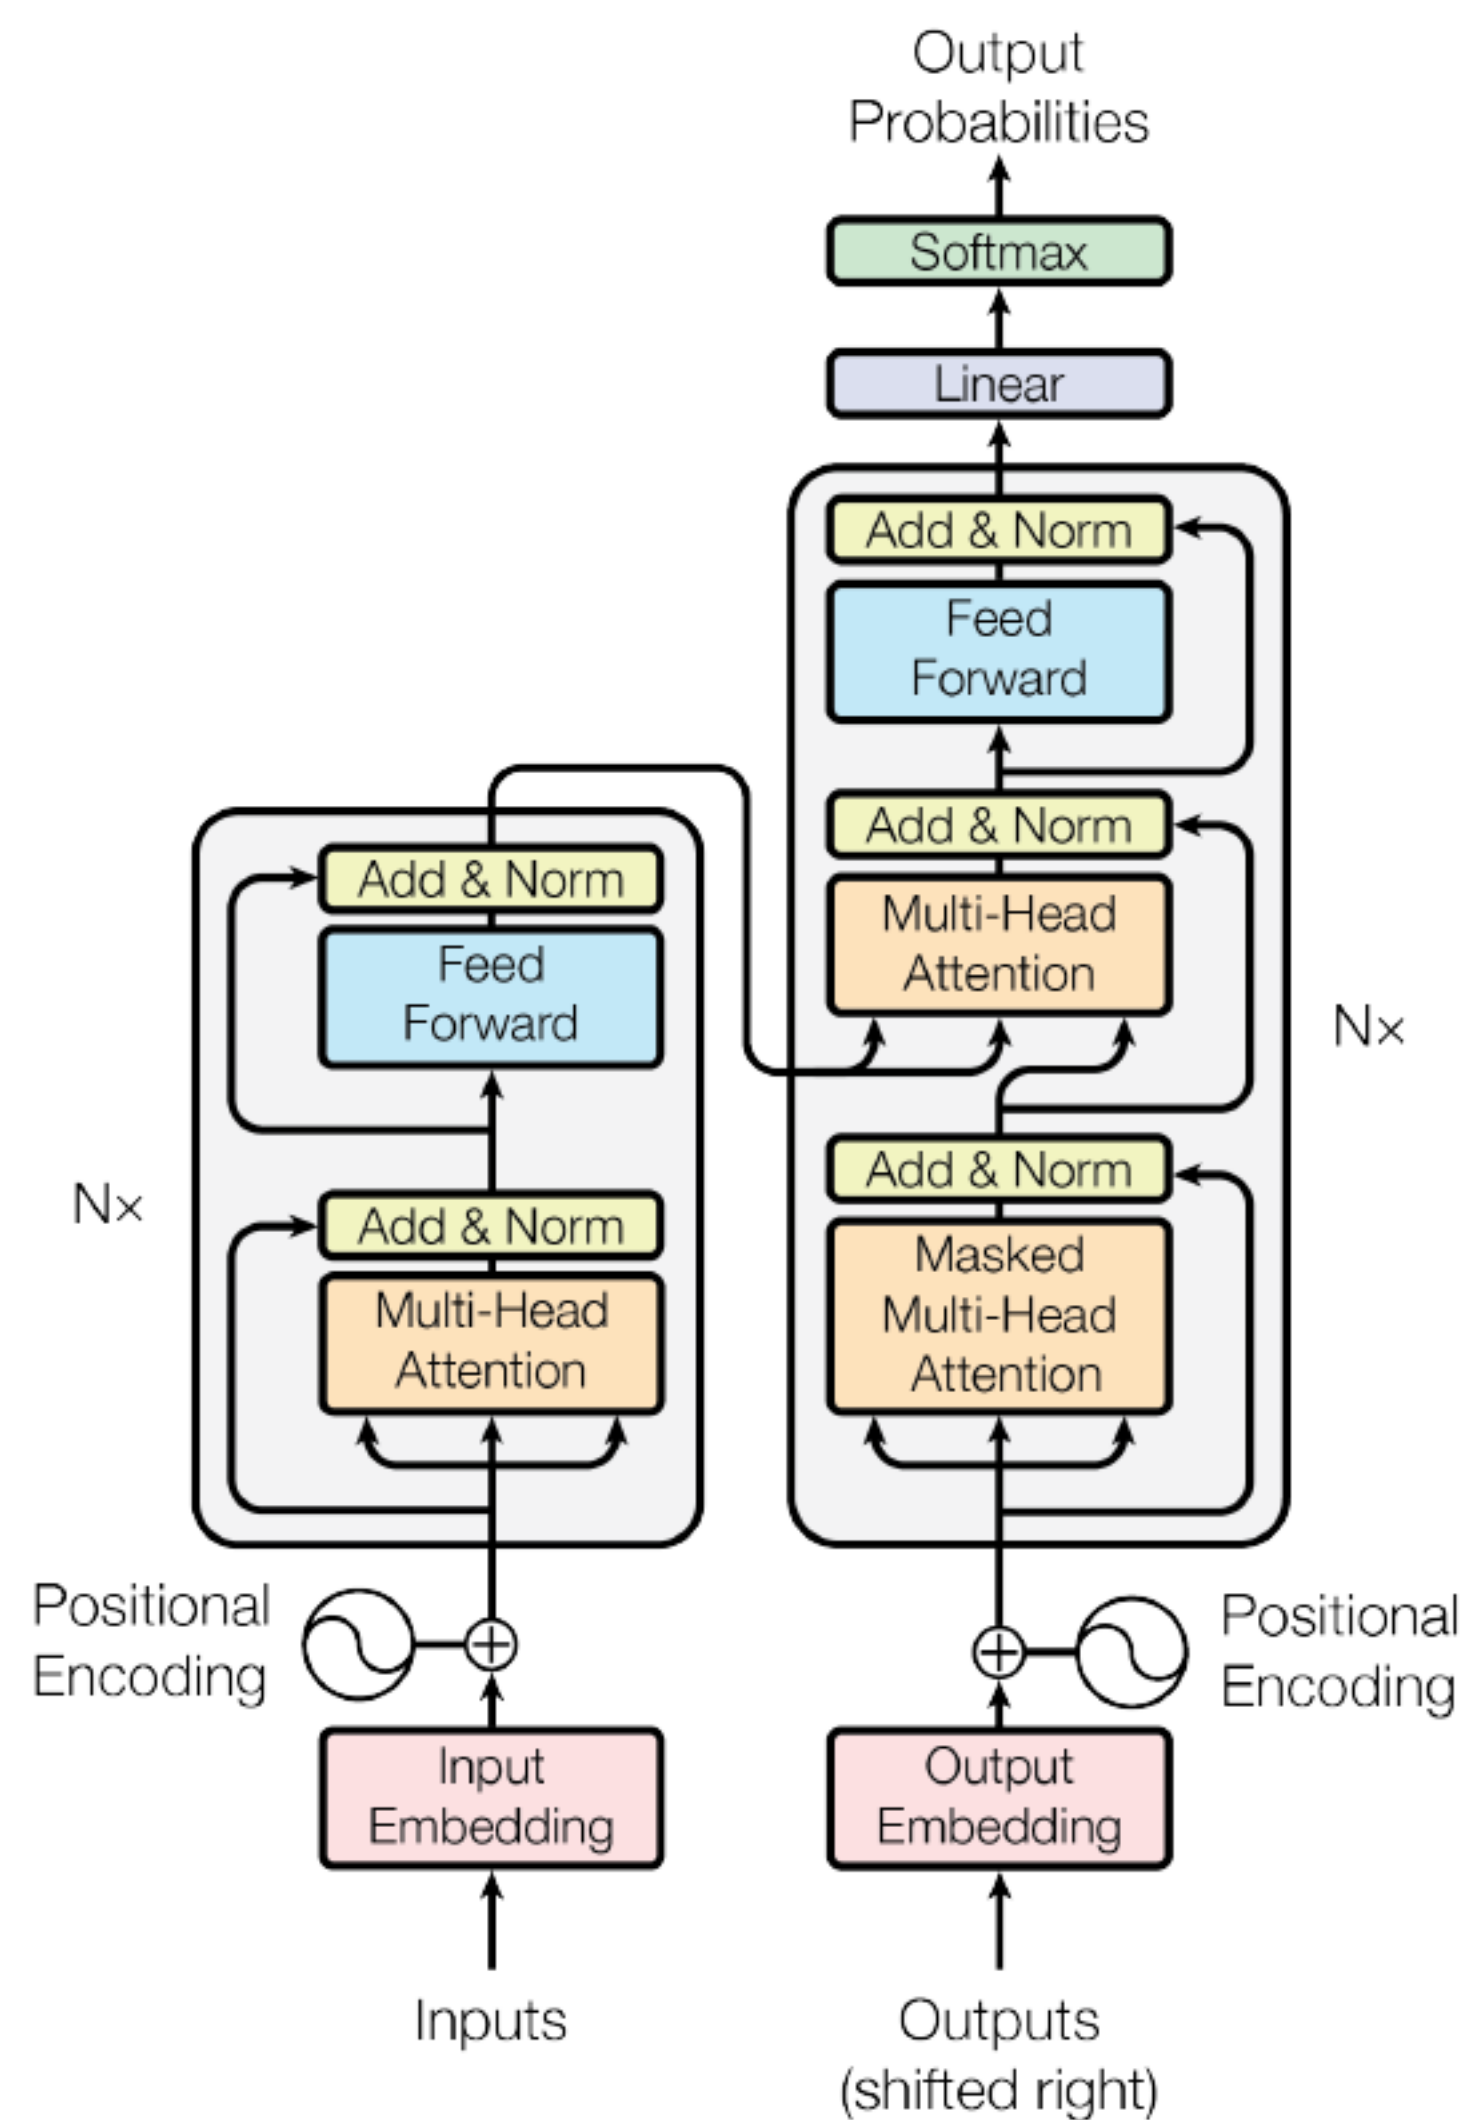 Output
Probabilities
Softmax
Linear
Add & Norm
Feed
Forward
Add & Norm
Multi-Head
Attention
Nx
Add & Norm
Masked
Multi-Head
Attention
Add & Norm
Feed
Forward
Nx
Add & Norm
Multi-Head
Attention
Positional
Encoding
Positional
Encoding
Input
Embedding
Output
Embedding
Inputs
Outputs
(shifted right)